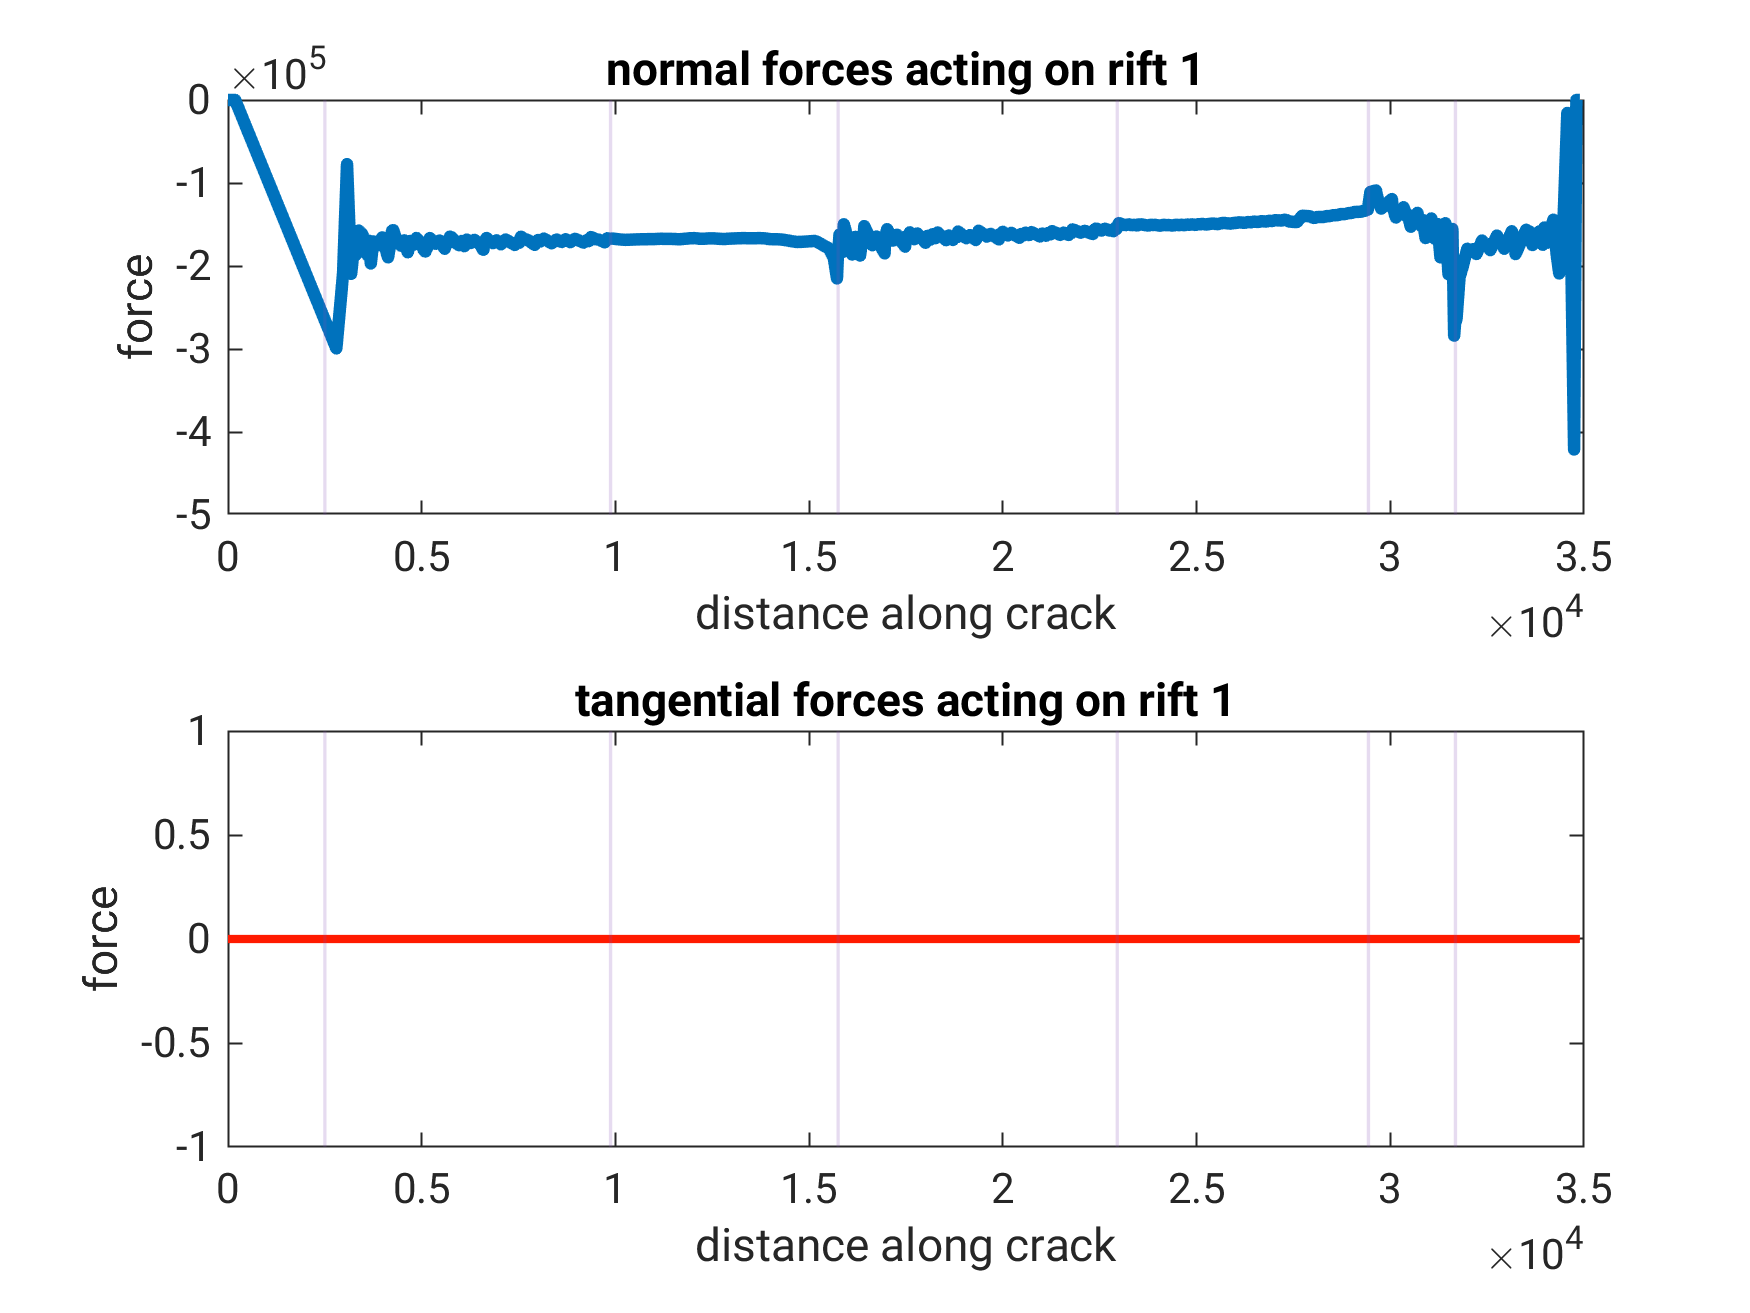 ×10^5
normal forces acting on rift 1
0
-1
-2
-3
-4
-5
force
0 0.5 1 1.5 2 2.5 3 3.5
distance along crack
×10^4
tangential forces acting on rift 1
1
0.5
0
-0.5
-1
force
0 0.5 1 1.5 2 2.5 3 3.5
distance along crack
×10^4